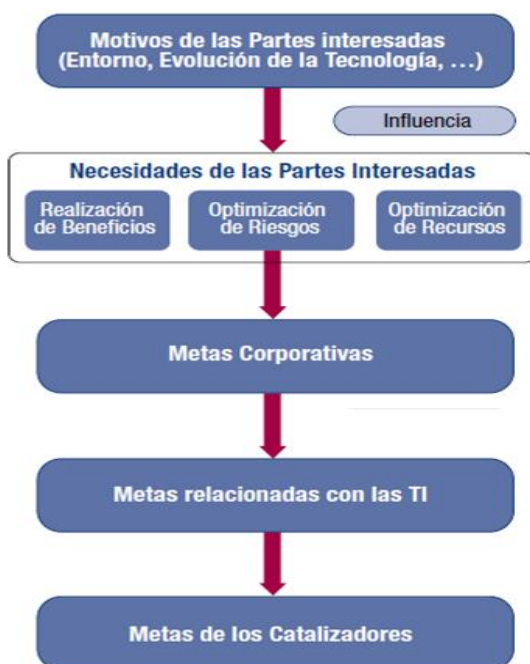 Motivos de las Partes interesadas
(Entorno, Evolución de la Tecnología, ...)
Influencia
Necesidades de las Partes Interesadas
Realización
de Beneficios
Optimización
de Riesgos
Optimización
de Recursos
Metas Corporativas
Metas relacionadas con las TI
Metas de los Catalizadores